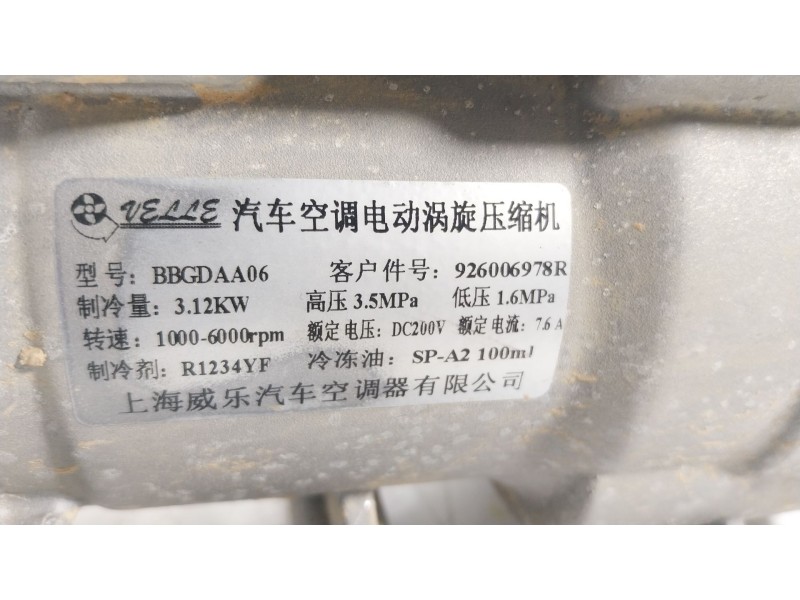 VELLE 汽车空调电动涡旋压缩机
型号: BBGDAA06 客户件号: 926006978R
制冷量: 3.12KW 高压 3.5MPa 低压 1.6MPa
转速: 1000-6000rpm 额定电压: DC200V 额定电流: 7.6 A
制冷剂: R1234YF 冷冻油: SP-A2 100ml
上海威乐汽车空调器有限公司